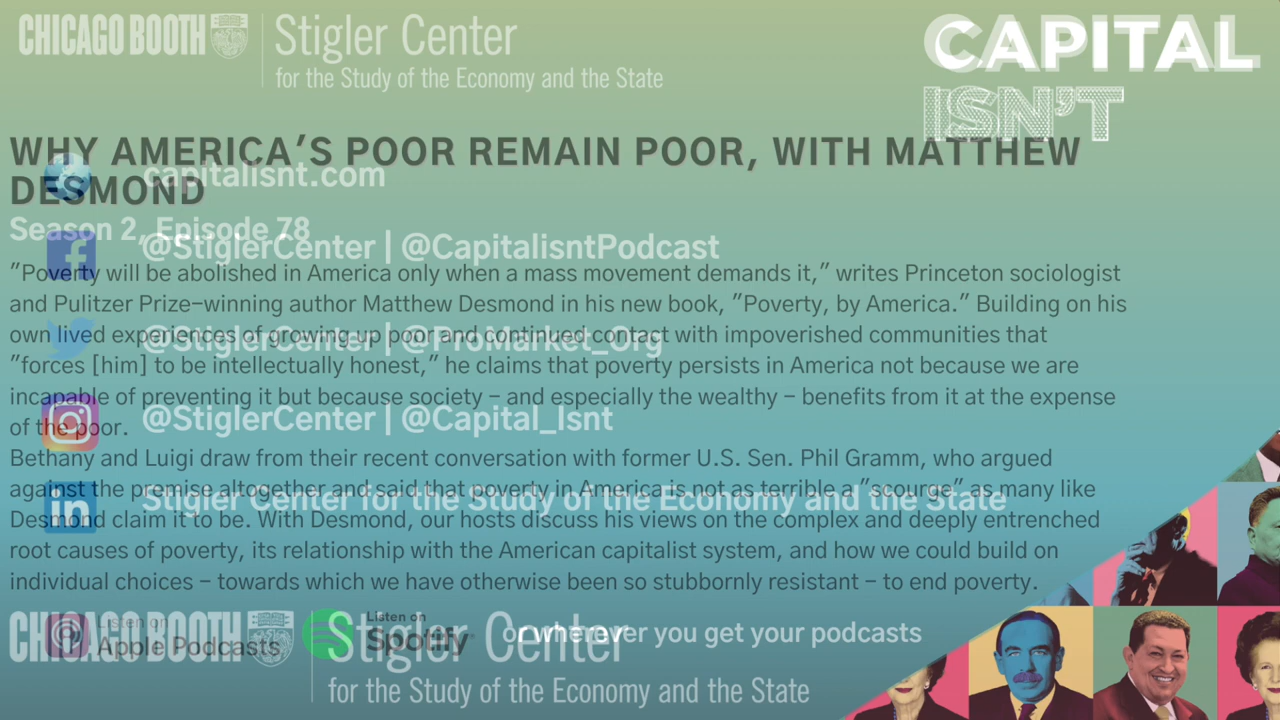 CHICAGO BOOTH
Stigler Center
for the Study of the Economy and the State
CAPITAL
ISN'T
WHY AMERICA'S POOR REMAIN POOR, WITH MATTHEW
DESMOND
capitalisnt.com
Season 2, Episode 78
@StiglerCenter | @CapitalisntPodcast
"Poverty will be abolished in America only when a mass movement demands it," writes Princeton sociologist
and Pulitzer Prize-winning author Matthew Desmond in his new book, "Poverty, by America." Building on his
own lived experiences of growing up poor and continued contact with impoverished communities that
@StiglerCenter | @ProMarket_Org
"forces [him] to be intellectually honest," he claims that poverty persists in America not because we are
incapable of preventing it but because society – and especially the wealthy – benefits from it at the expense
@StiglerCenter | @Capital_Isnt
of the poor.
Bethany and Luigi draw from their recent conversation with former U.S. Sen. Phil Gramm, who argued
against the premise altogether and said that poverty in America is not as terrible a "scourge" as many like
Stigler Center for the Study of the Economy and the State
in
Desmond claim it to be. With Desmond, our hosts discuss his views on the complex and deeply entrenched
root causes of poverty, its relationship with the American capitalist system, and how we could build on
individual choices – towards which we have otherwise been so stubbornly resistant – to end poverty.
Listen on
Apple Podcasts
Listen on
Spotify
or wherever you get your podcasts
CHICAGO BOOTH
Stigler Center
for the Study of the Economy and the State